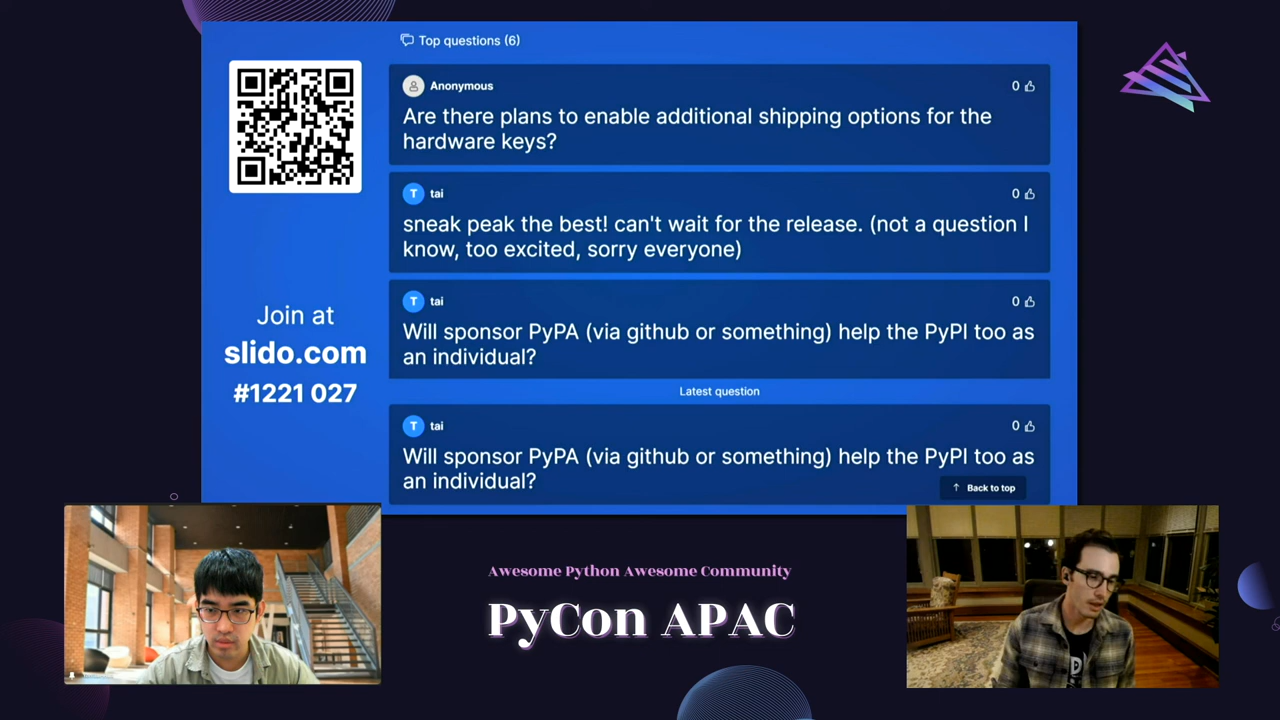 Top questions (6)
Anonymous
0
Are there plans to enable additional shipping options for the
hardware keys?
T tai
0
sneak peak the best! can't wait for the release. (not a question I
know, too excited, sorry everyone)
T tai
0
Will sponsor PyPA (via github or something) help the PyPI too as
an individual?
Latest question
T tai
0
Will sponsor PyPA (via github or something) help the PyPI too as
an individual?
Back to top
Join at
slido.com
#1221 027
Awesome Python Awesome Community
PyCon APAC